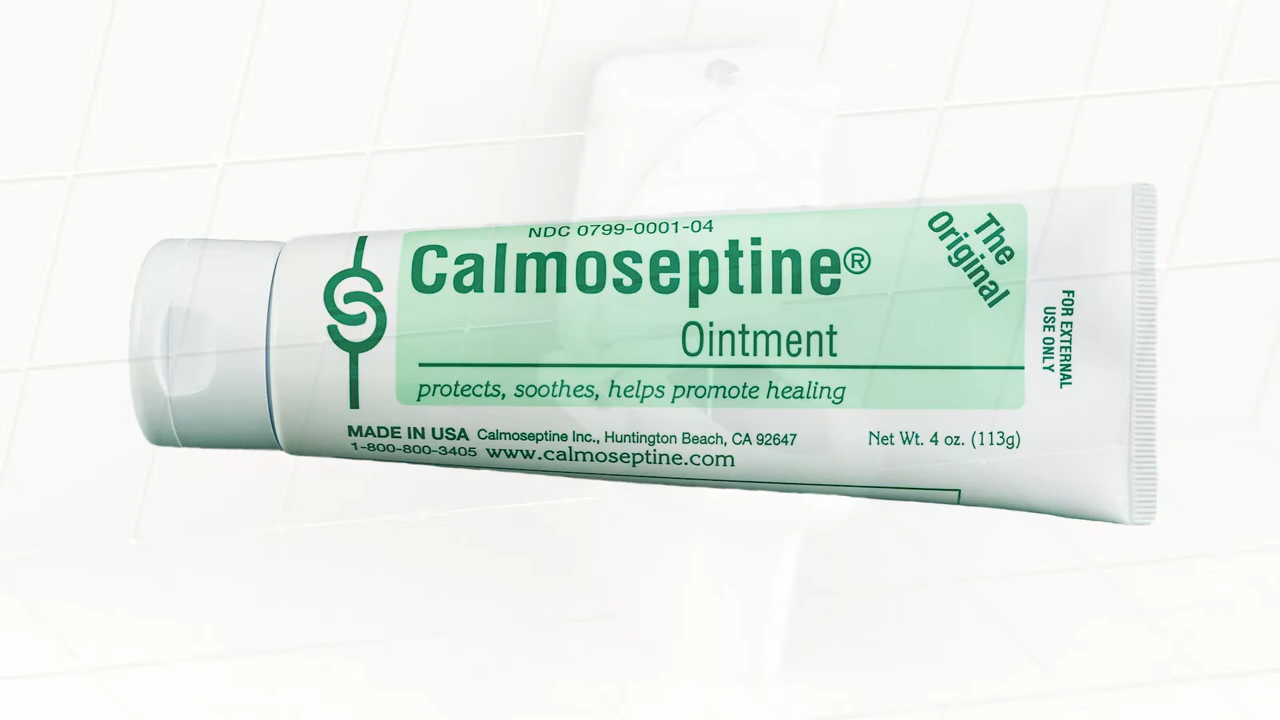 NDC 0799-0001-04
Calmoseptine®
Ointment
The
Original
protects, soothes, helps promote healing
FOR EXTERNAL
USE ONLY
MADE IN USA Calmoseptine Inc., Huntington Beach, CA 92647
1-800-800-3405 www.calmoseptine.com
Net Wt. 4 oz. (113g)